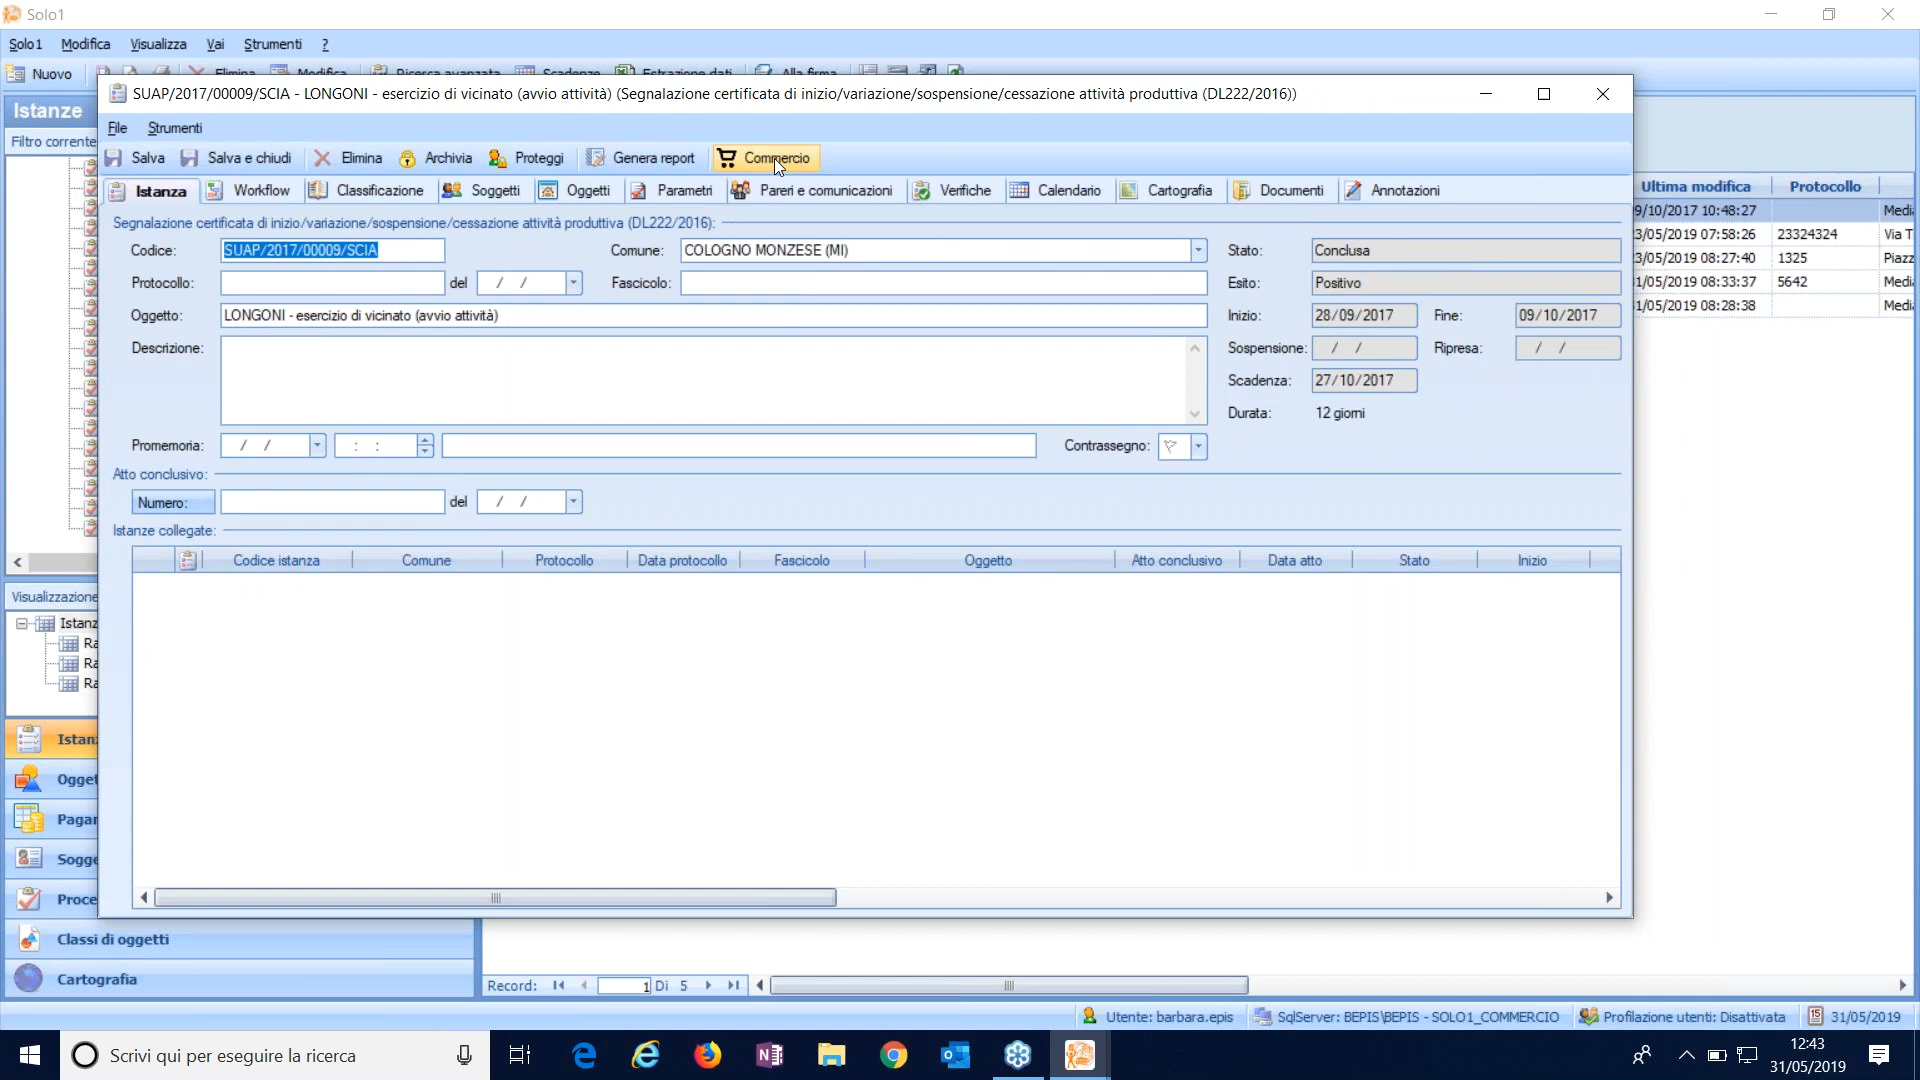 Solo1
Solo1 Modifica Visualizza Vai Strumenti ?
Nuovo Elimina Modifica Ricerca avanzata Scadenze Estrazione dati Alla firma
SUAP/2017/00009/SCIA - LONGONI - esercizio di vicinato (avvio attività) (Segnalazione certificata di inizio/variazione/sospensione/cessazione attività produttiva (DL222/2016))
Istanze
File Strumenti
Filtro corrente
Salva Salva e chiudi Elimina Archivia Proteggi Genera report Commercio
Istanza Workflow Classificazione Soggetti Oggetti Parametri Pareri e comunicazioni Verifiche Calendario Cartografia Documenti Annotazioni
Ultima modifica Protocollo
9/10/2017 10:48:27 Medi
3/05/2019 07:58:26 23324324 Via T
3/05/2019 08:27:40 1325 Piazz
1/05/2019 08:33:37 5642 Medi
1/05/2019 08:28:38 Medi
Segnalazione certificata di inizio/variazione/sospensione/cessazione attività produttiva (DL222/2016):
Codice: SUAP/2017/00009/SCIA Comune: COLOGNO MONZESE (MI) Stato: Conclusa
Protocollo: del / / Fascicolo: Esito: Positivo
Oggetto: LONGONI - esercizio di vicinato (avvio attività) Inizio: 28/09/2017 Fine: 09/10/2017
Descrizione: Sospensione: / / Ripresa: / /
Scadenza: 27/10/2017
Durata: 12 giorni
Promemoria: / / : : Contrassegno:
Atto conclusivo:
Numero: del / /
Istanze collegate:
Codice istanza Comune Protocollo Data protocollo Fascicolo Oggetto Atto conclusivo Data atto Stato Inizio
Visualizzazione
Istanz
Ra
Ra
Ra
Istanz
Ogget
Pagar
Sogge
Proce
Classi di oggetti
Cartografia
Record: 1 Di 5
Utente: barbara.epis SqlServer: BEPIS\BEPIS - SOLO1_COMMERCIO Profilazione utenti: Disattivata 15 31/05/2019
Scrivi qui per eseguire la ricerca
12:43
31/05/2019